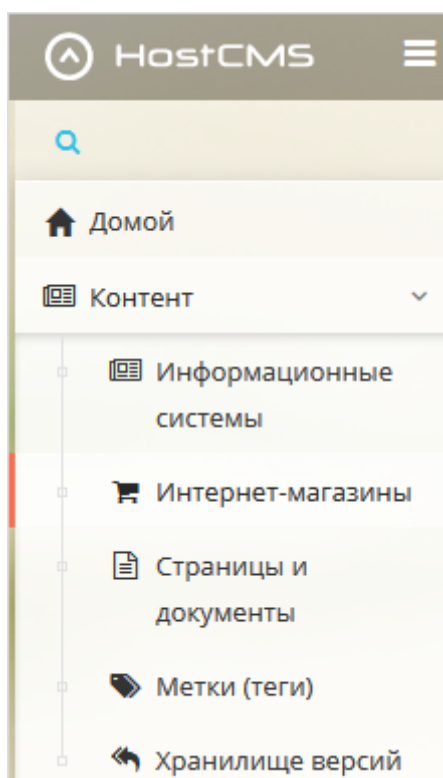 HostCMS
Домой
Контент
Информационные
системы
Интернет-магазины
Страницы и
документы
Метки (теги)
Хранилище версий